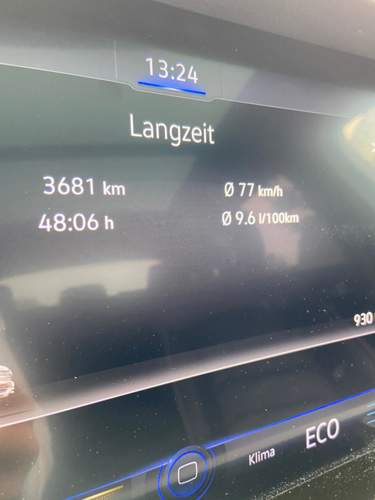 13:24
Langzeit
3681 km
Ø 77 km/h
48:06 h
Ø 9.6 l/100km
930
Klima
ECO